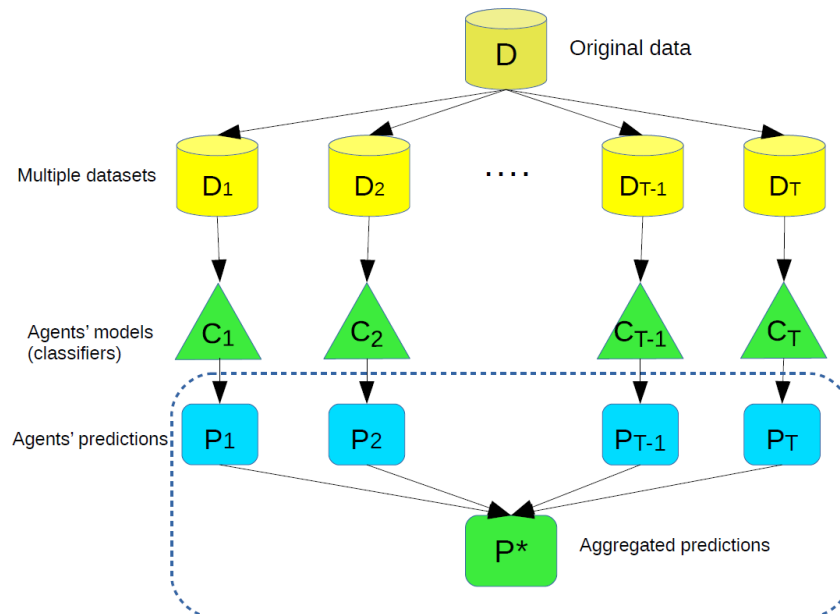 D
Original data
Multiple datasets
D1
D2
....
DT-1
DT
Agents’ models
(classifiers)
C1
C2
CT-1
CT
Agents’ predictions
P1
P2
PT-1
PT
P*
Aggregated predictions